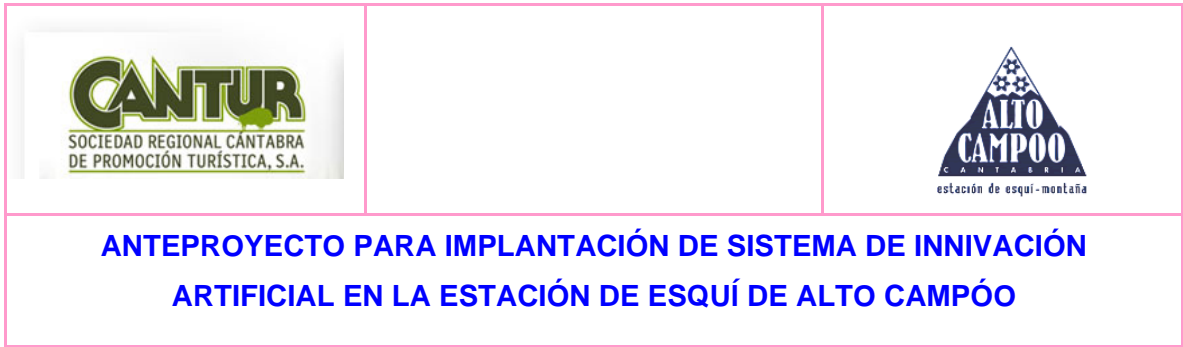 CANTUR
SOCIEDAD REGIONAL CÁNTABRA
DE PROMOCIÓN TURÍSTICA, S.A.
ALTO
CAMPOO
CANTABRIA
estación de esquí-montaña
ANTEPROYECTO PARA IMPLANTACIÓN DE SISTEMA DE INNIVACIÓN
ARTIFICIAL EN LA ESTACIÓN DE ESQUÍ DE ALTO CAMPÓO